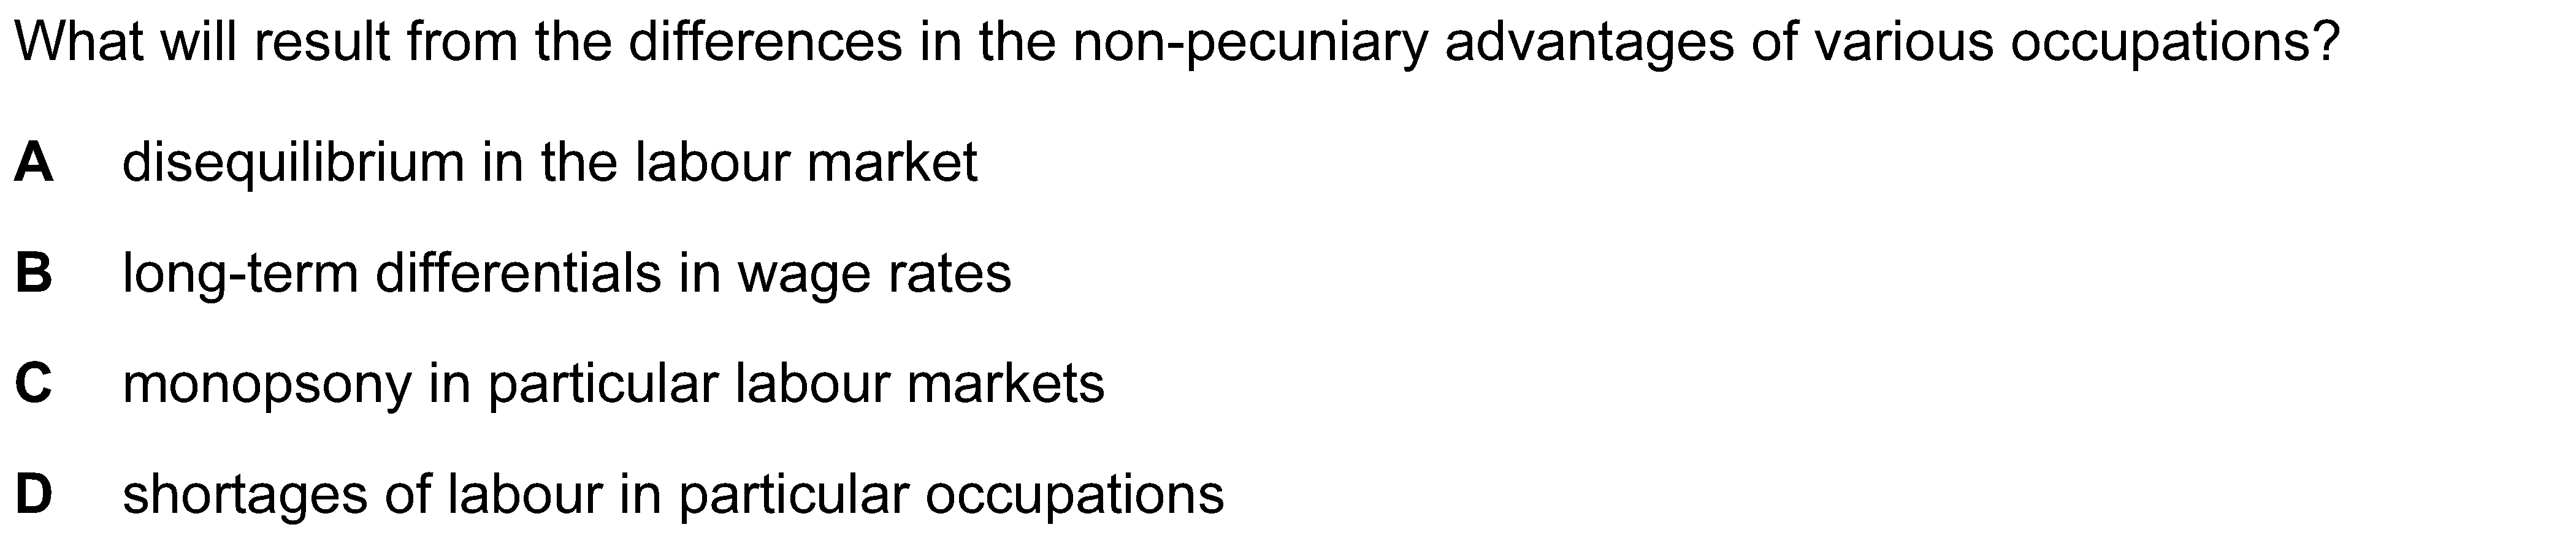 What will result from the differences in the non-pecuniary advantages of various occupations?
A disequilibrium in the labour market
B long-term differentials in wage rates
C monopsony in particular labour markets
D shortages of labour in particular occupations